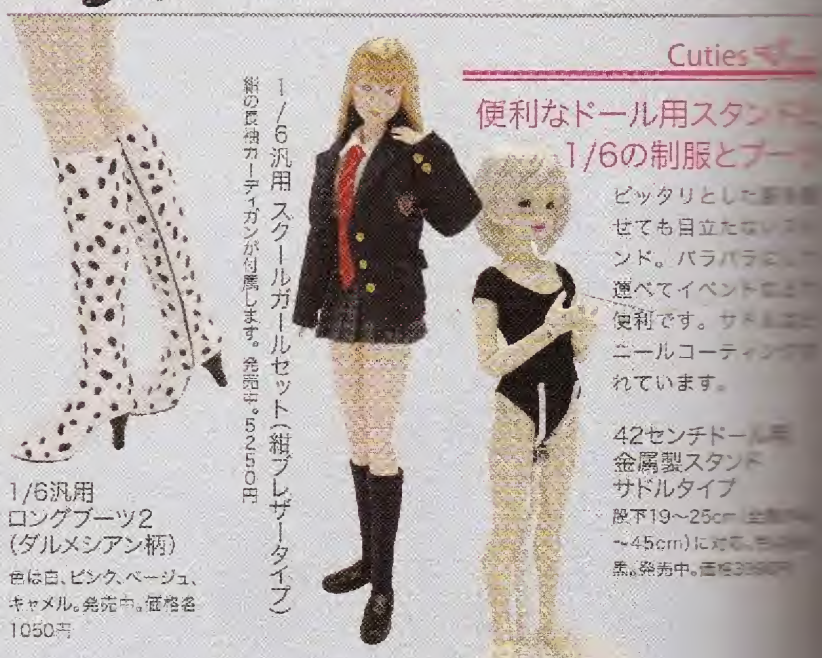 Cuties
便利なドール用スタンド
1/6の制服とブー
ピッタリとした
せても目立たない
ンド。バラバラに
運べてイベント
便利です。サドル
ニールコーティング
れています。
42センチドール用
金属製スタンド
サドルタイプ
股下19〜25cm
〜45cm)に対応。
黒。発売中。価格
1/6汎用 スクールガールセット(紺ブレザータイプ)
紺の長袖カーディガンが付属します。発売中。5250円
1/6汎用
ロングブーツ2
(ダルメシアン柄)
色は白、ピンク、ベージュ、
キャメル。発売中。価格各
1050円